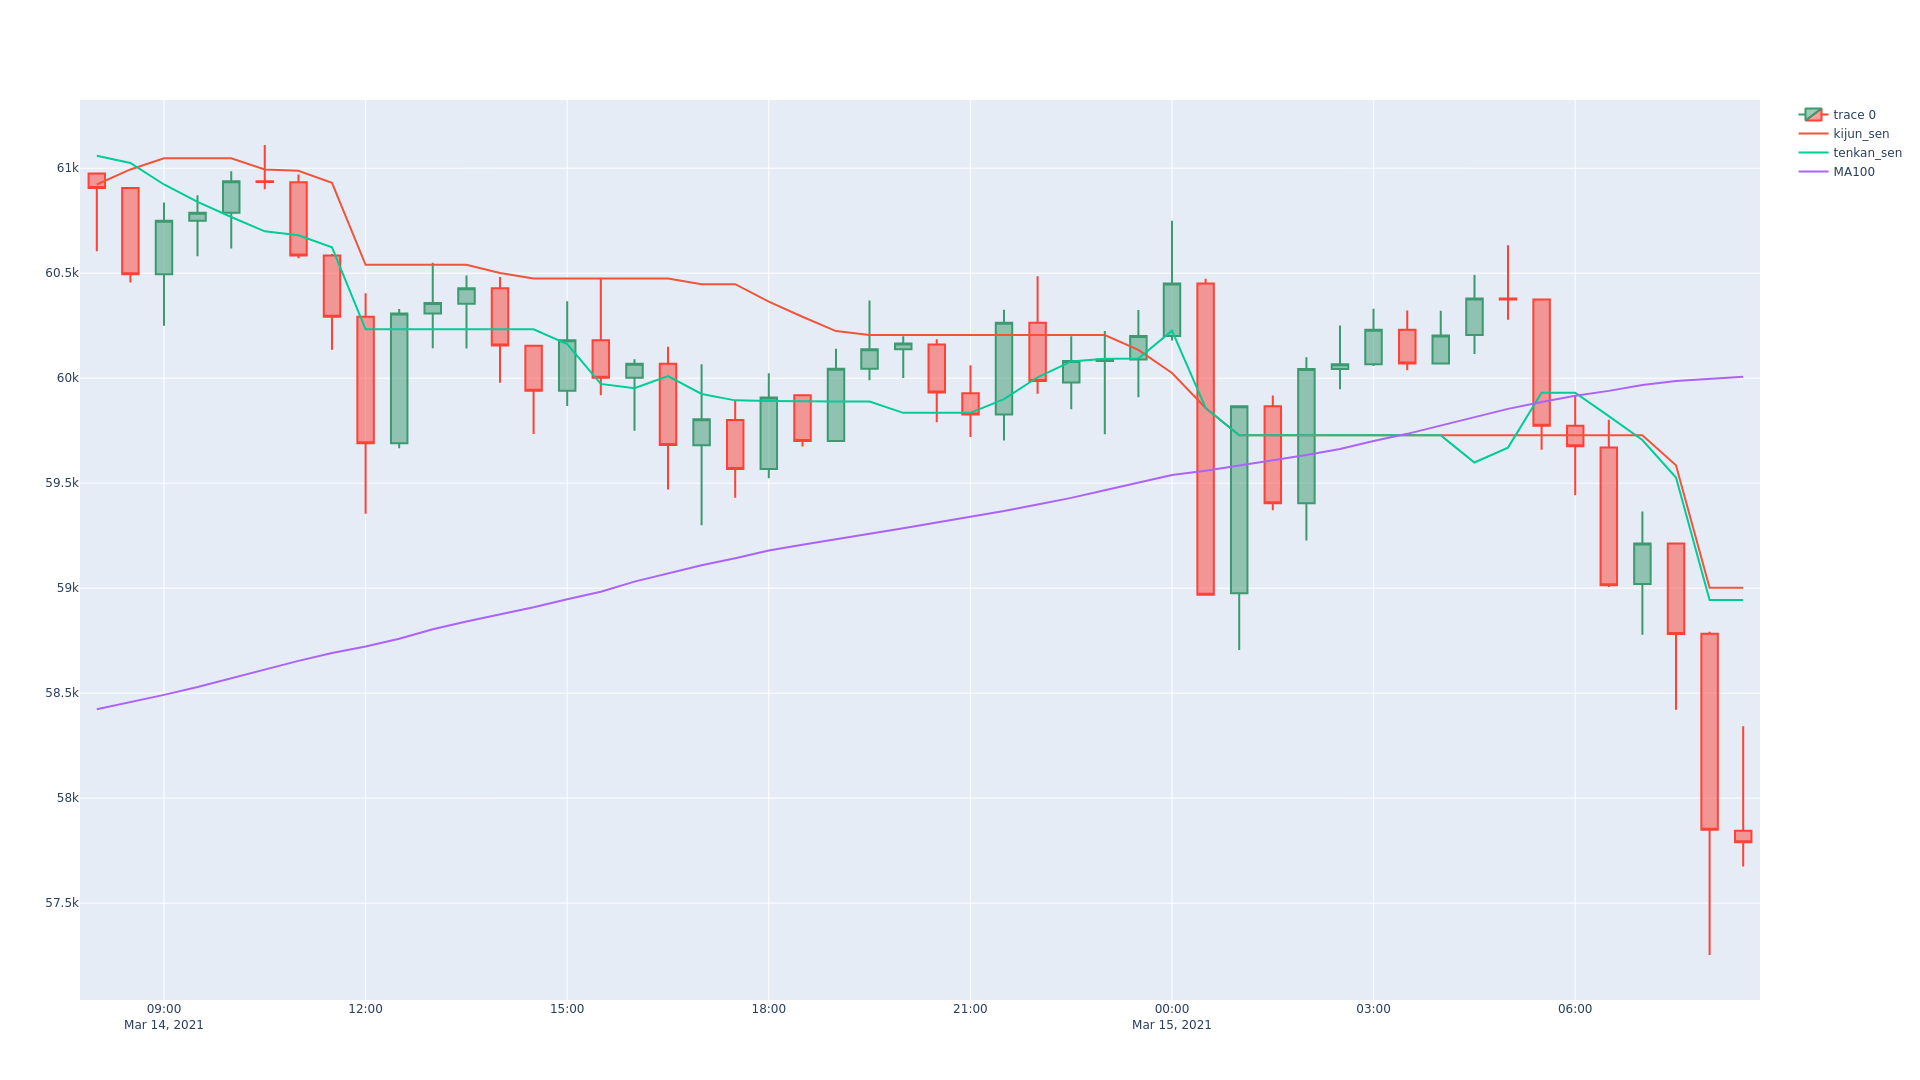 61k
60.5k
60k
59.5k
59k
58.5k
58k
57.5k
09:00
Mar 14, 2021
12:00
15:00
18:00
21:00
00:00
Mar 15, 2021
03:00
06:00
trace 0
kijun_sen
tenkan_sen
MA100